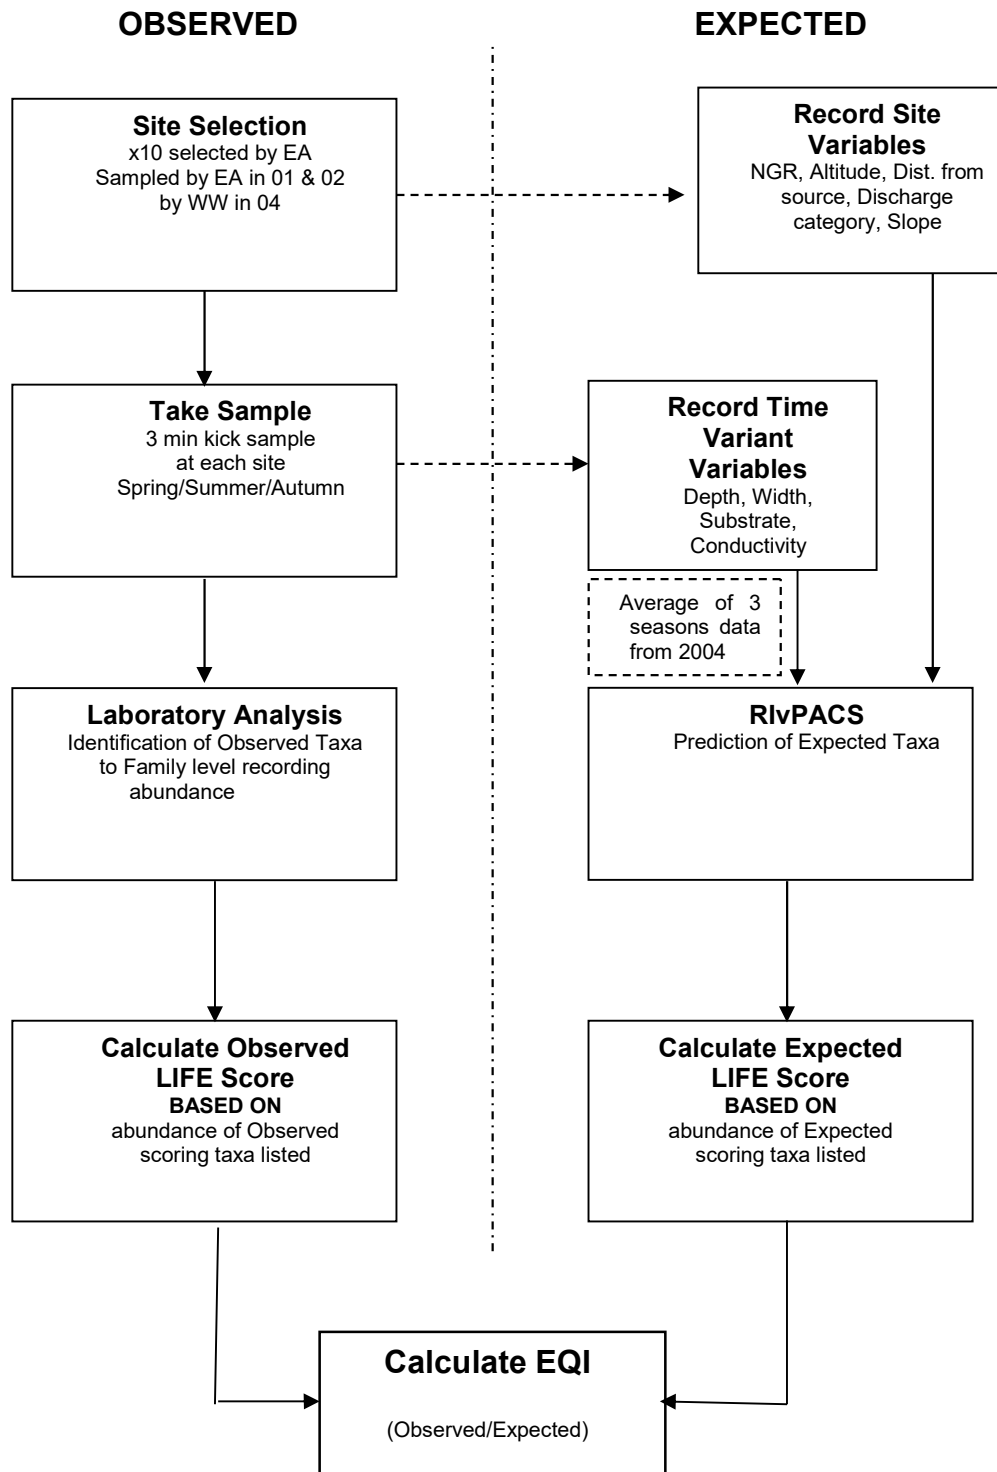 OBSERVED
EXPECTED
Site Selection
x10 selected by EA
Sampled by EA in 01 & 02
by WW in 04
Record Site
Variables
NGR, Altitude, Dist. from
source, Discharge
category, Slope
Take Sample
3 min kick sample
at each site
Spring/Summer/Autumn
Record Time
Variant
Variables
Depth, Width,
Substrate,
Conductivity
Average of 3
seasons data
from 2004
Laboratory Analysis
Identification of Observed Taxa
to Family level recording
abundance
RIvPACS
Prediction of Expected Taxa
Calculate Observed
LIFE Score
BASED ON
abundance of Observed
scoring taxa listed
Calculate Expected
LIFE Score
BASED ON
abundance of Expected
scoring taxa listed
Calculate EQI
(Observed/Expected)